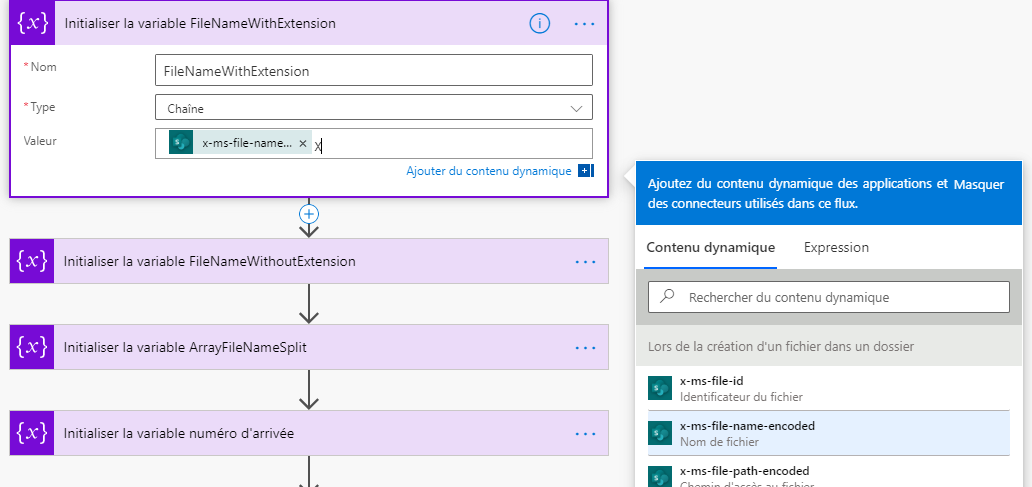 {x} Initialiser la variable FileNameWithExtension
* Nom FileNameWithExtension
* Type Chaîne
Valeur x-ms-file-name... × x
Ajouter du contenu dynamique
{x} Initialiser la variable FileNameWithoutExtension
{x} Initialiser la variable ArrayFileNameSplit
{x} Initialiser la variable numéro d'arrivée
Ajoutez du contenu dynamique des applications et Masquer
des connecteurs utilisés dans ce flux.
Contenu dynamique Expression
Rechercher du contenu dynamique
Lors de la création d'un fichier dans un dossier
x-ms-file-id
Identificateur du fichier
x-ms-file-name-encoded
Nom de fichier
x-ms-file-path-encoded
Chemin d'accès au fichier